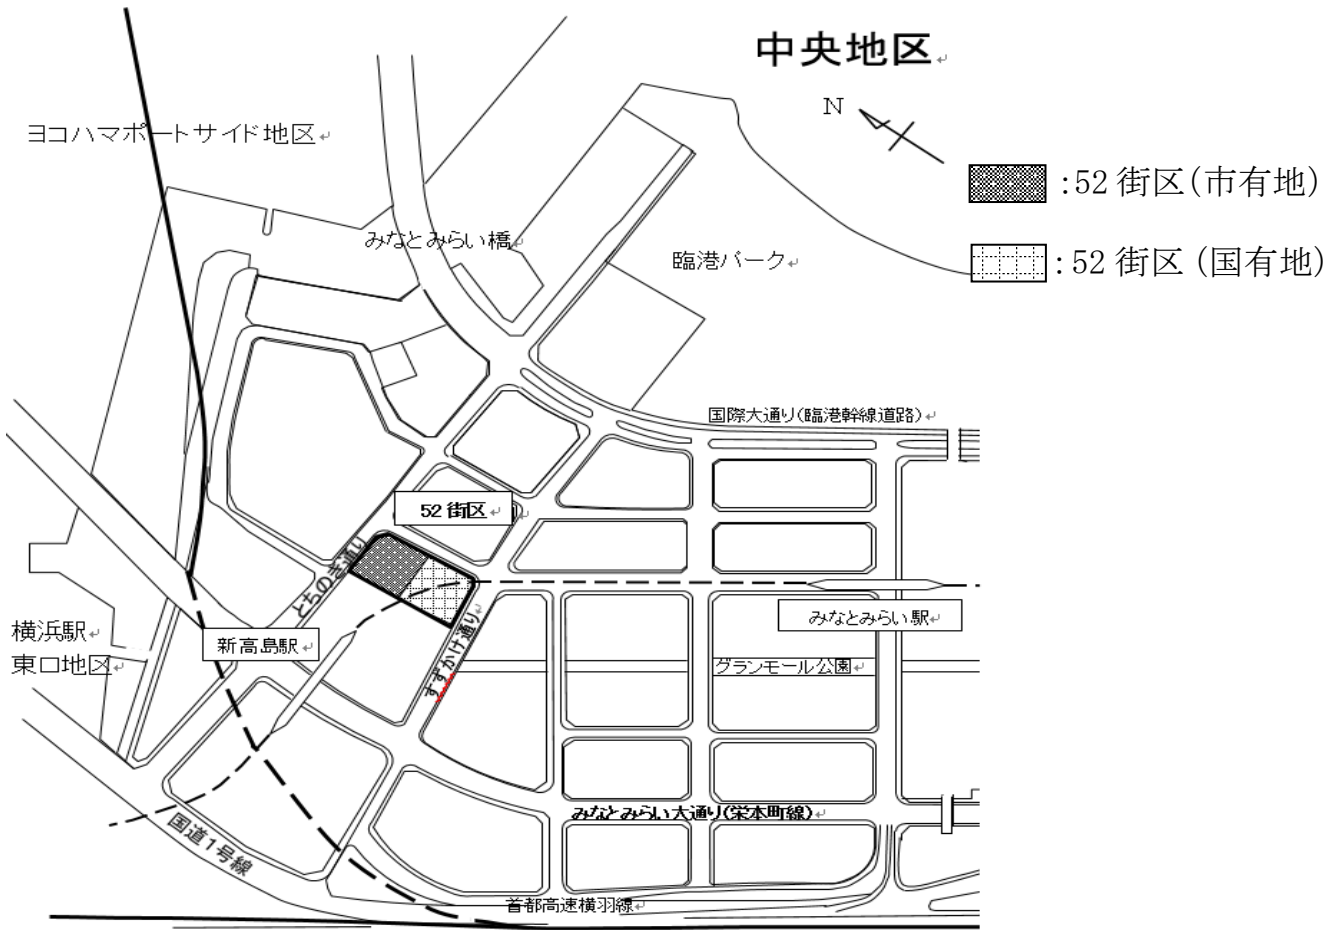 中央地区
N
ヨコハマポートサイド地区
:52 街区(市有地)
みなとみらい橋
臨港パーク
:52 街区 (国有地)
国際大通り(臨港幹線道路)
52 街区
とちのき通り
みなとみらい駅
横浜駅
東口地区
新高島駅
すずかけ通り
グランモール公園
みなとみらい大通り(栄本町線)
国道1号線
首都高速横羽線